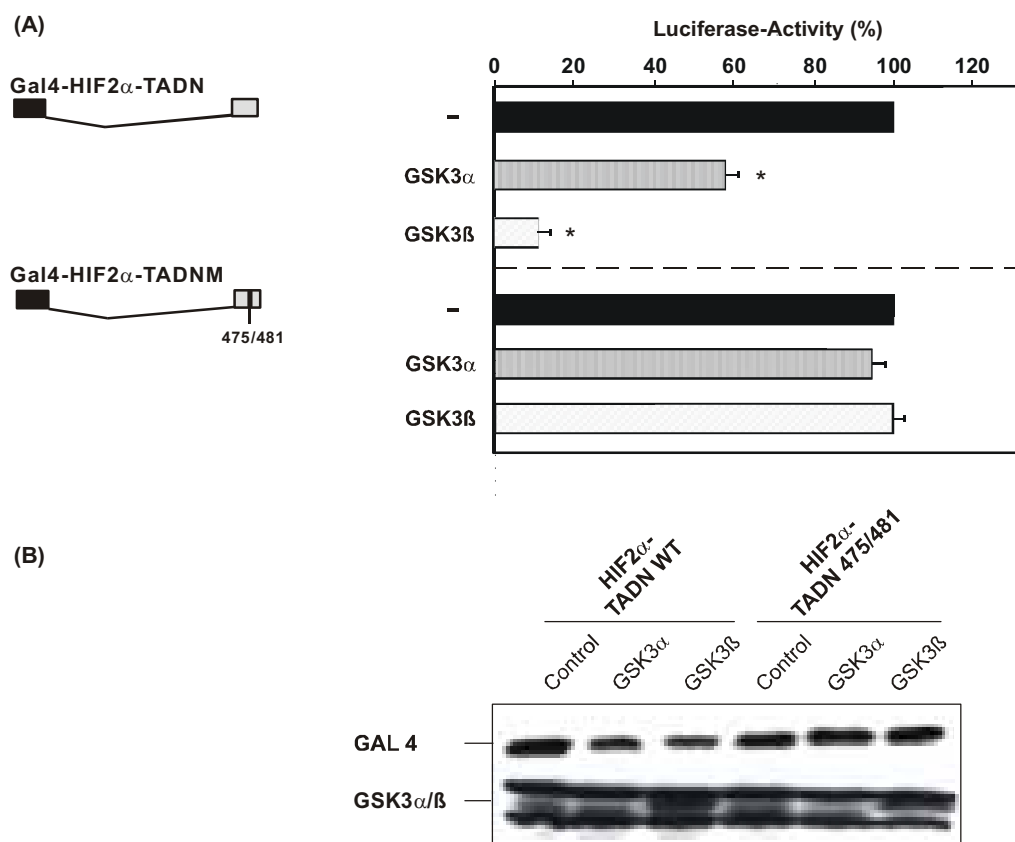 (A)
Luciferase-Activity (%)
0 20 40 60 80 100 120
Gal4-HIF2α-TADN
–
GSK3α
*
GSK3ß
*
Gal4-HIF2α-TADNM
475/481
–
GSK3α
GSK3ß
(B)
HIF2α-
TADN WT
HIF2α-
TADN 475/481
Control GSK3α GSK3ß Control GSK3α GSK3ß
GAL 4
GSK3α/ß